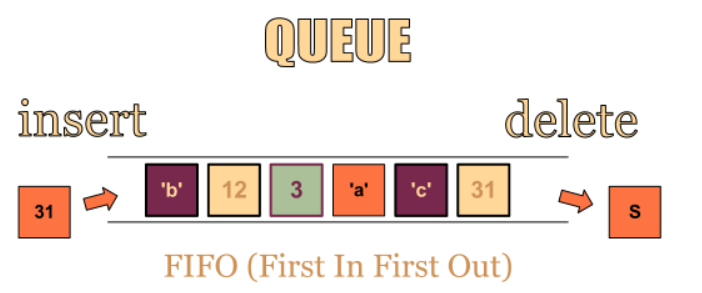 QUEUE
insert delete
31 'b' 12 3 'a' 'c' 31 S
FIFO (First In First Out)